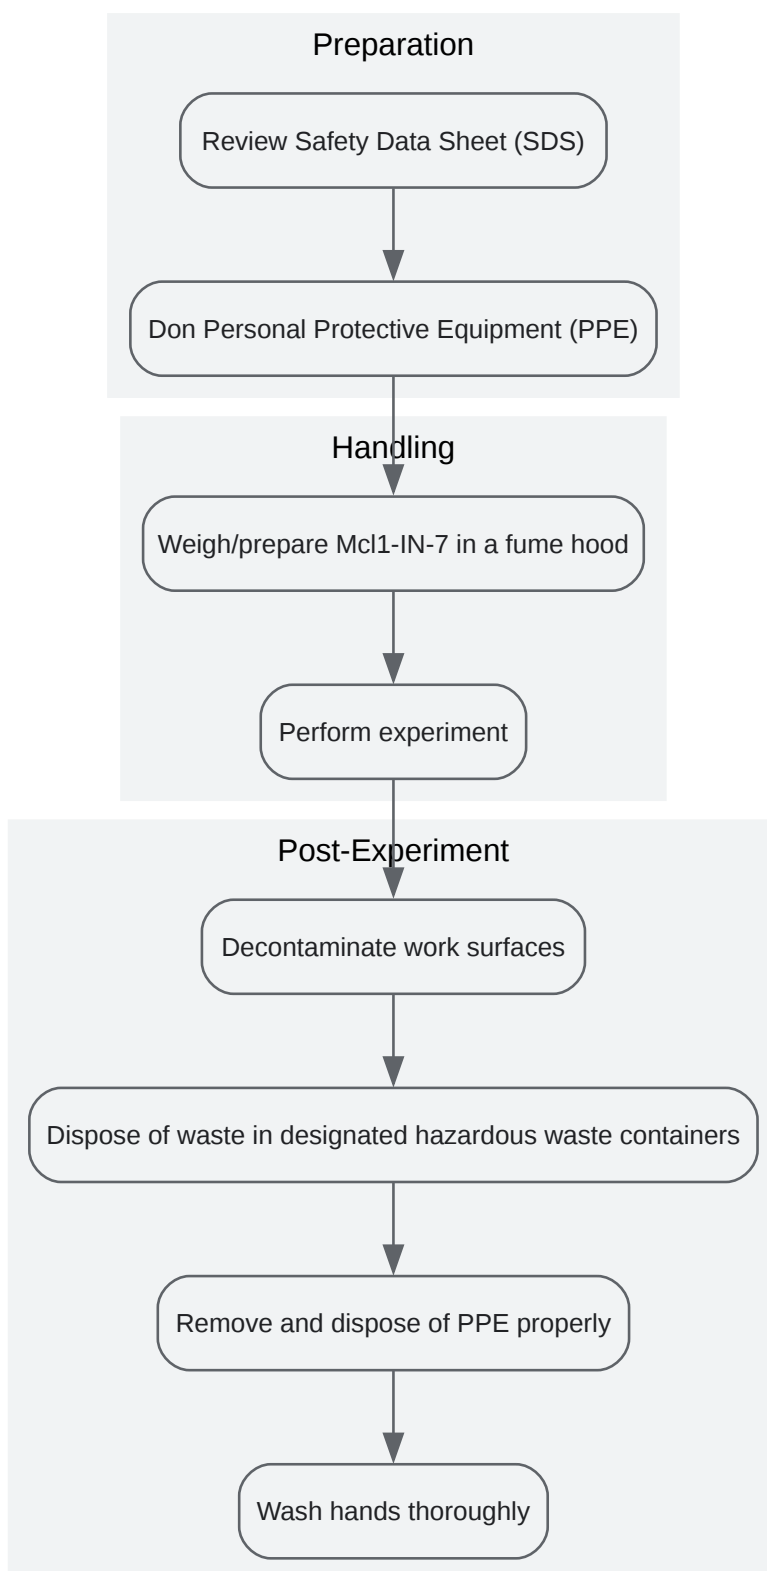 Preparation
Review Safety Data Sheet (SDS)
Don Personal Protective Equipment (PPE)
Handling
Weigh/prepare Mcl1-IN-7 in a fume hood
Perform experiment
Post-Experiment
Decontaminate work surfaces
Dispose of waste in designated hazardous waste containers
Remove and dispose of PPE properly
Wash hands thoroughly